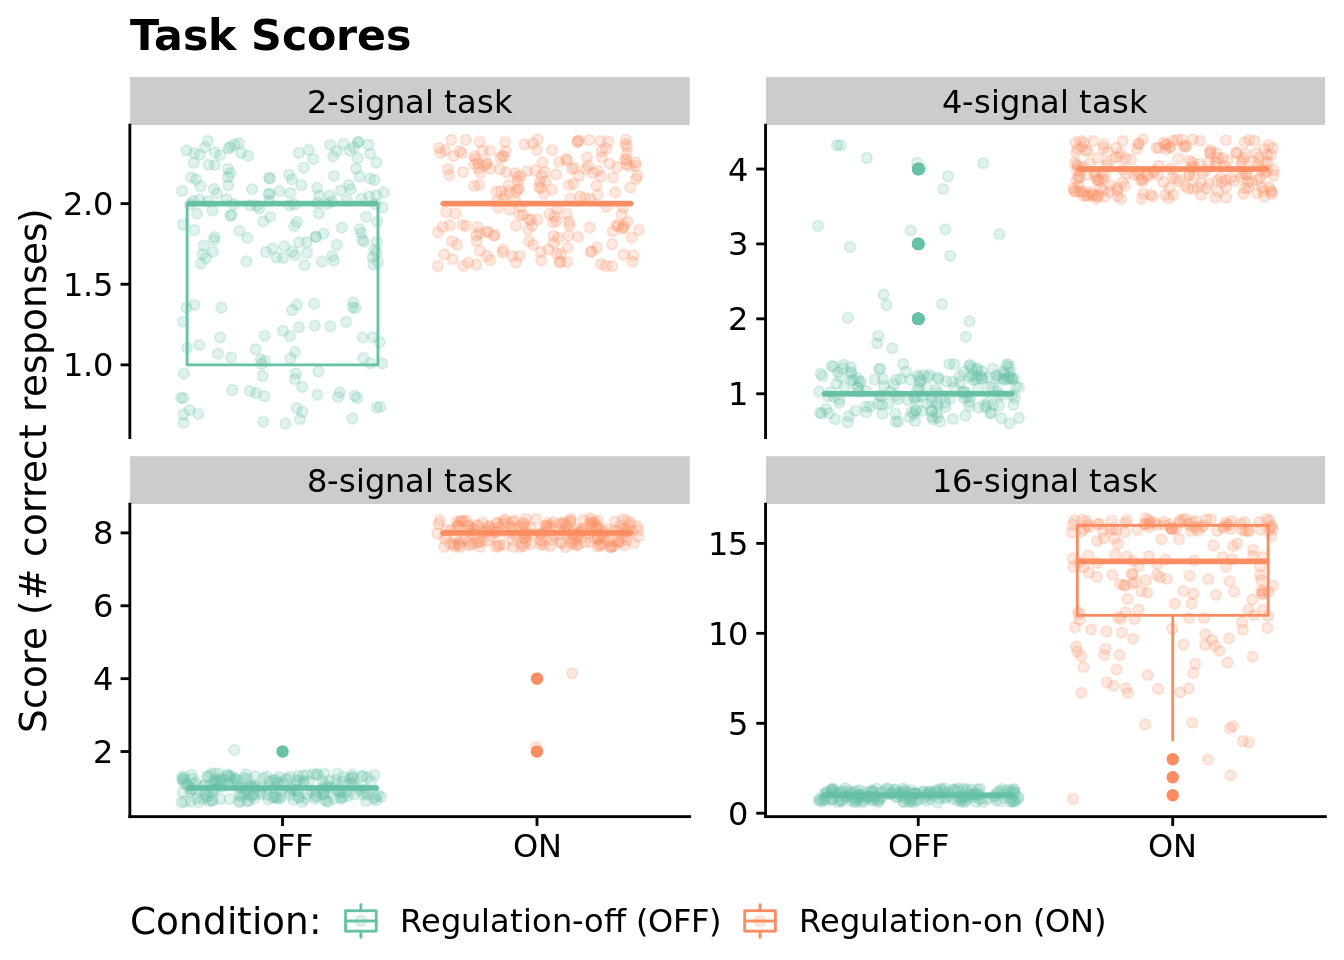 Task Scores
2-signal task
4-signal task
2.0
1.5
1.0
4
3
2
1
Score (# correct responses)
8-signal task
16-signal task
8
6
4
2
15
10
5
0
OFF
ON
OFF
ON
Condition: Regulation-off (OFF) Regulation-on (ON)